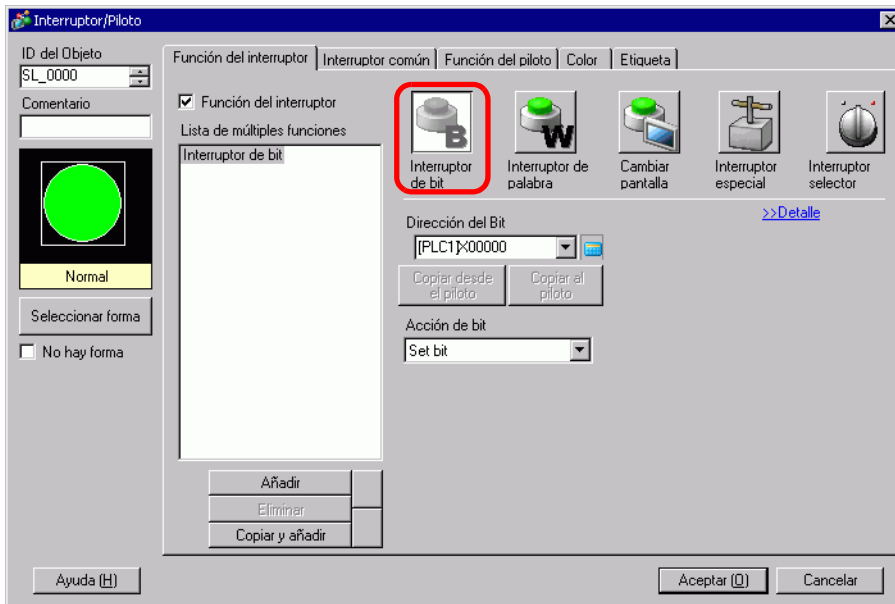 Interruptor/Piloto
ID del Objeto
SL_0000
Comentario
Normal
Seleccionar forma
No hay forma
Función del interruptor
Interruptor común
Función del piloto
Color
Etiqueta
Función del interruptor
Lista de múltiples funciones
Interruptor de bit
Añadir
Eliminar
Copiar y añadir
B
Interruptor
de bit
W
Interruptor de
palabra
Cambiar
pantalla
Interruptor
especial
Interruptor
selector
>>Detalle
Dirección del Bit
[PLC1]X00000
Copiar desde
el piloto
Copiar al
piloto
Acción de bit
Set bit
Ayuda (H)
Aceptar (O)
Cancelar